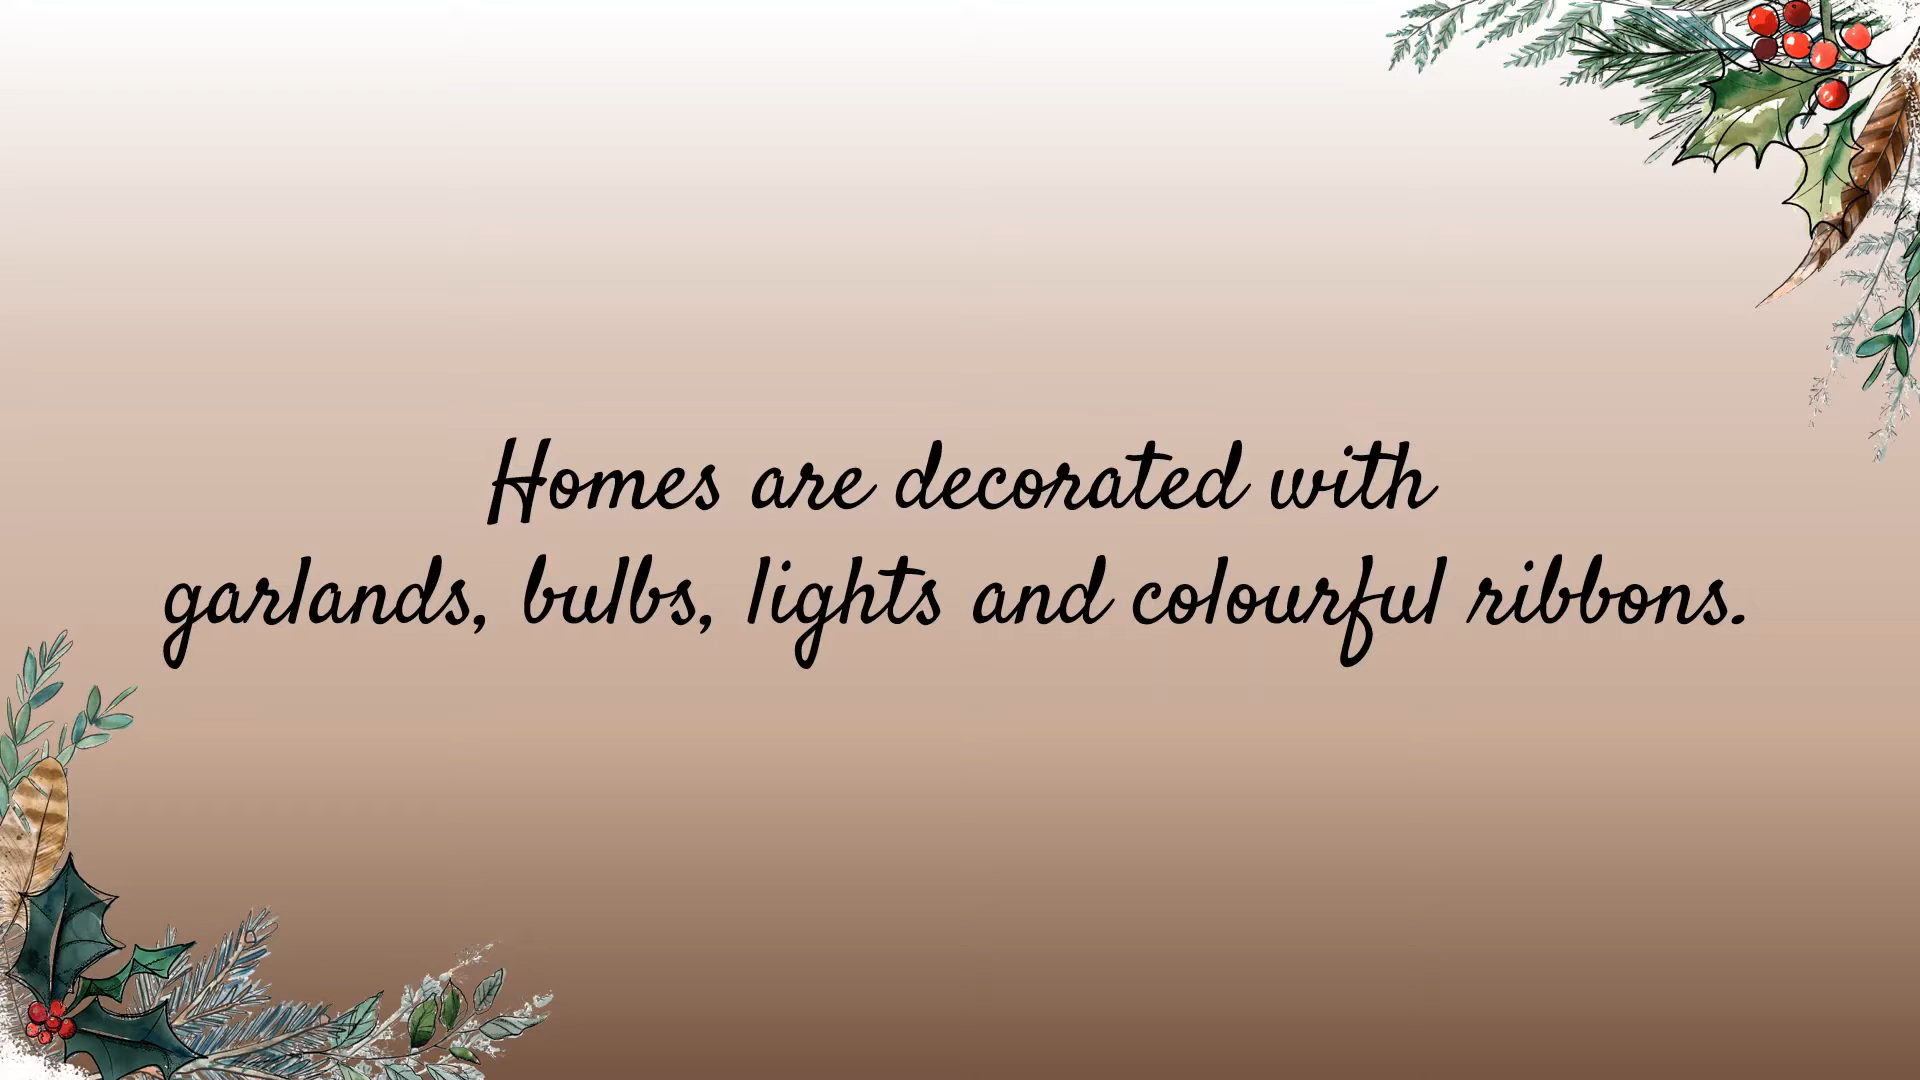 Homes are decorated with
garlands, bulbs, lights and colourful ribbons.